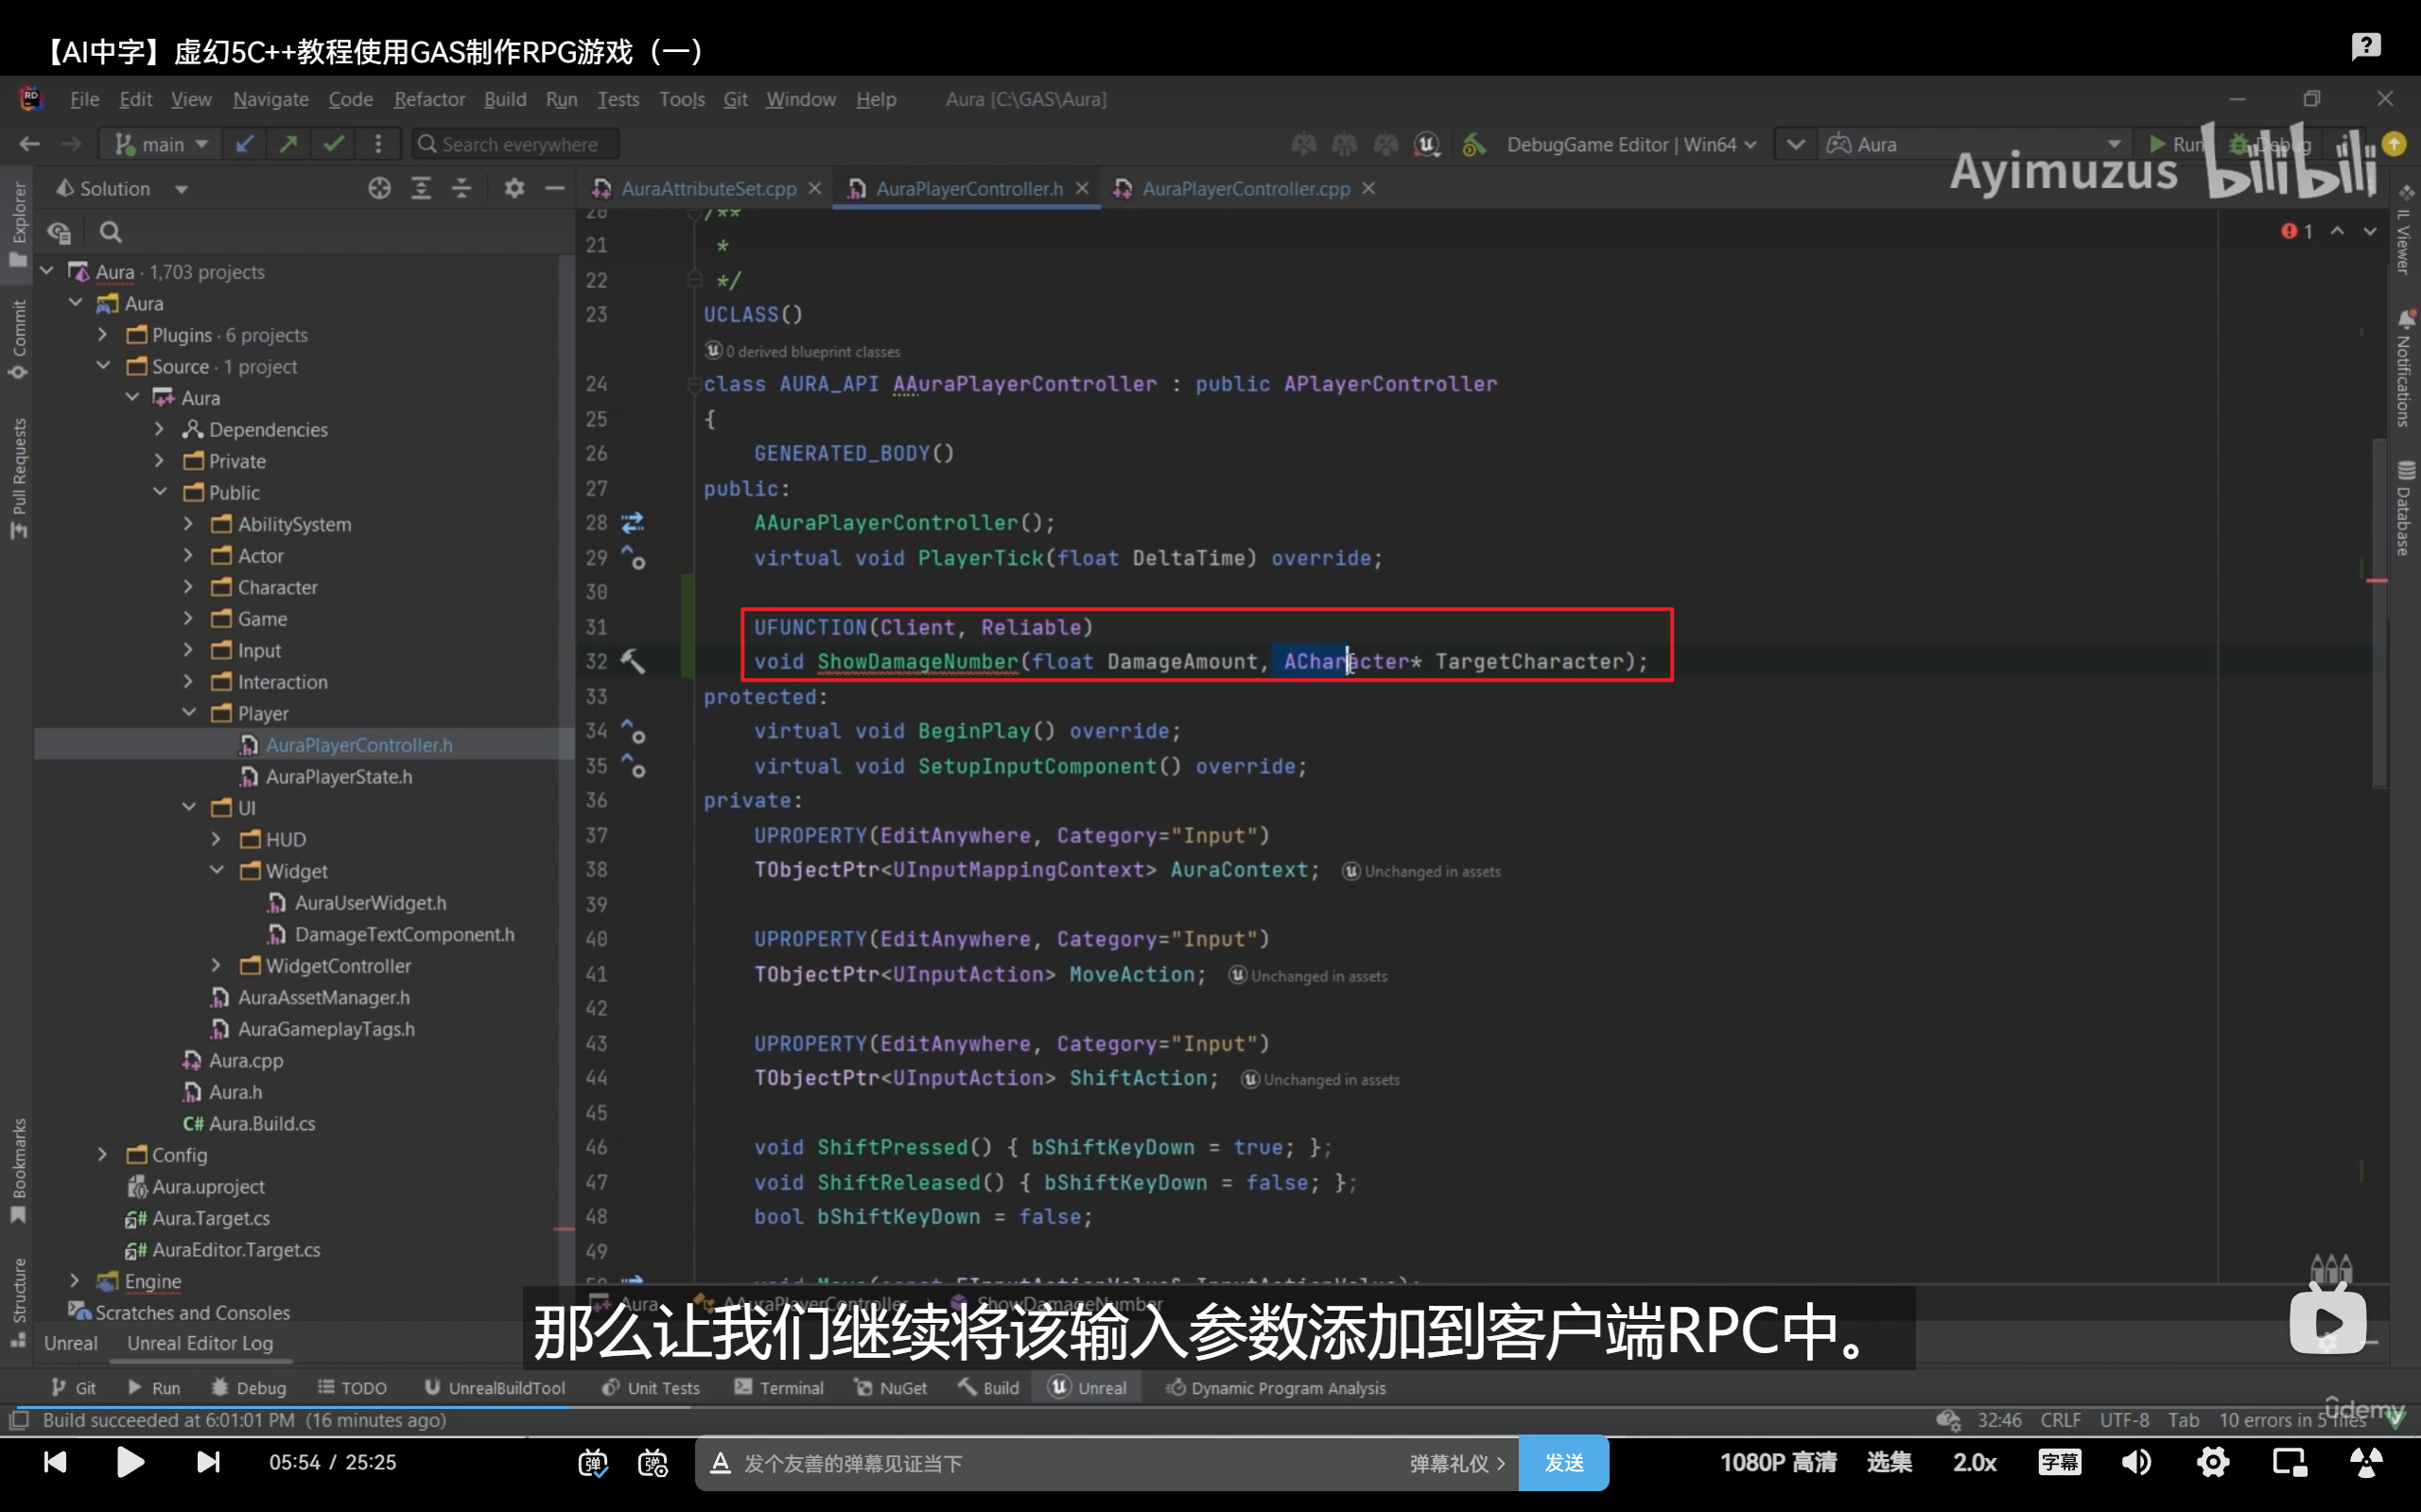 【AI中字】虚幻5C++教程使用GAS制作RPG游戏（一）
RD File Edit View Navigate Code Refactor Build Run Tests Tools Git Window Help Aura [C:\GAS\Aura]
main Search everywhere DebugGame Editor | Win64 Aura Run Debug
Ayimuzus bilibili
Solution AuraAttributeSet.cpp AuraPlayerController.h AuraPlayerController.cpp
Explorer
Commit
Pull Requests
Bookmarks
Structure
IL Viewer
Notifications
Database
1
Aura · 1,703 projects
Aura
Plugins · 6 projects
Source · 1 project
Aura
Dependencies
Private
Public
AbilitySystem
Actor
Character
Game
Input
Interaction
Player
AuraPlayerController.h
AuraPlayerState.h
UI
HUD
Widget
AuraUserWidget.h
DamageTextComponent.h
WidgetController
AuraAssetManager.h
AuraGameplayTags.h
Aura.cpp
Aura.h
C# Aura.Build.cs
Config
Aura.uproject
Aura.Target.cs
AuraEditor.Target.cs
Engine
Scratches and Consoles
20 /**
21 *
22 */
23 UCLASS()
0 derived blueprint classes
24 class AURA_API AAuraPlayerController : public APlayerController
25 {
26 GENERATED_BODY()
27 public:
28 AAuraPlayerController();
29 virtual void PlayerTick(float DeltaTime) override;
30
31 UFUNCTION(Client, Reliable)
32 void ShowDamageNumber(float DamageAmount, ACharacter* TargetCharacter);
33 protected:
34 virtual void BeginPlay() override;
35 virtual void SetupInputComponent() override;
36 private:
37 UPROPERTY(EditAnywhere, Category="Input")
38 TObjectPtr<UInputMappingContext> AuraContext; Unchanged in assets
39
40 UPROPERTY(EditAnywhere, Category="Input")
41 TObjectPtr<UInputAction> MoveAction; Unchanged in assets
42
43 UPROPERTY(EditAnywhere, Category="Input")
44 TObjectPtr<UInputAction> ShiftAction; Unchanged in assets
45
46 void ShiftPressed() { bShiftKeyDown = true; };
47 void ShiftReleased() { bShiftKeyDown = false; };
48 bool bShiftKeyDown = false;
49
void Move(const FInputActionValue& InputActionValue);
Aura AAuraPlayerController ShowDamageNumber
那么让我们继续将该输入参数添加到客户端RPC中。
Unreal Unreal Editor Log
Git Run Debug TODO UnrealBuildTool Unit Tests Terminal NuGet Build Unreal Dynamic Program Analysis
Build succeeded at 6:01:01 PM (16 minutes ago) 32:46 CRLF UTF-8 Tab 10 errors in 5 files
ûdemy
05:54 / 25:25 弹 弹 发个友善的弹幕见证当下 弹幕礼仪 发送 1080P 高清 选集 2.0x 字幕